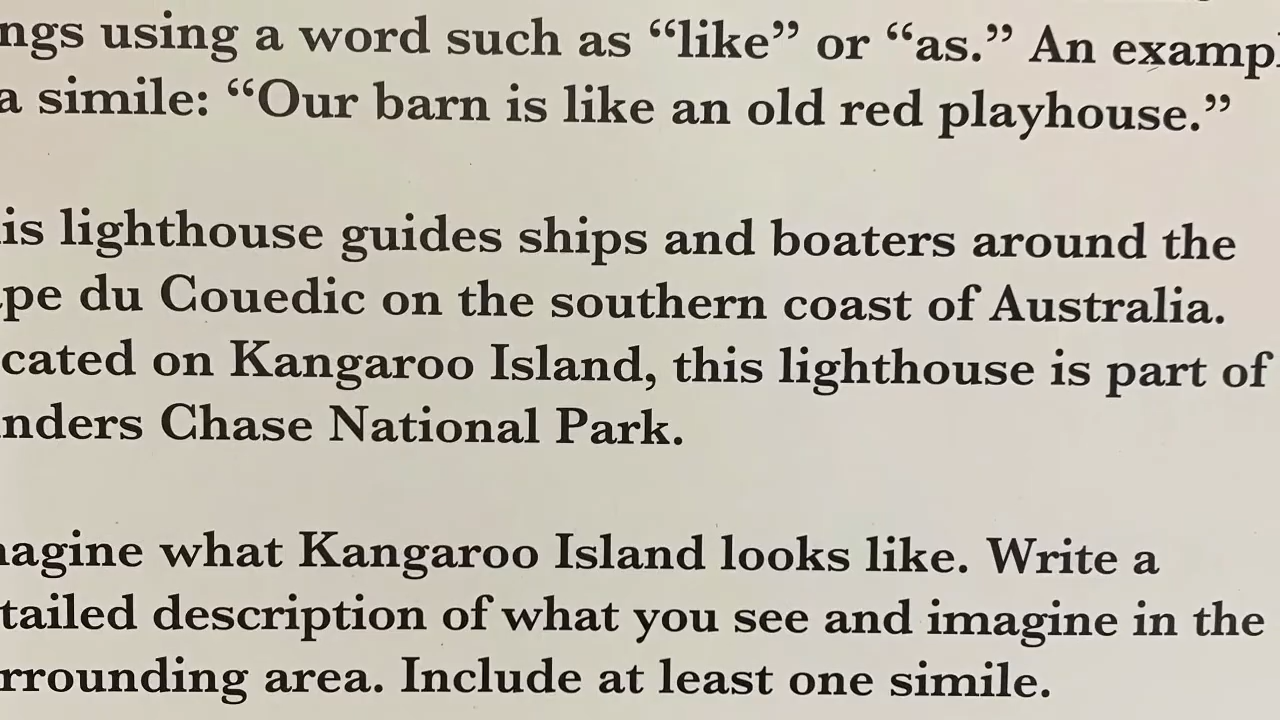 ngs using a word such as “like” or “as.” An exampl
a simile: “Our barn is like an old red playhouse.”
is lighthouse guides ships and boaters around the
pe du Couedic on the southern coast of Australia.
cated on Kangaroo Island, this lighthouse is part of
nders Chase National Park.
agine what Kangaroo Island looks like. Write a
tailed description of what you see and imagine in the
rrounding area. Include at least one simile.